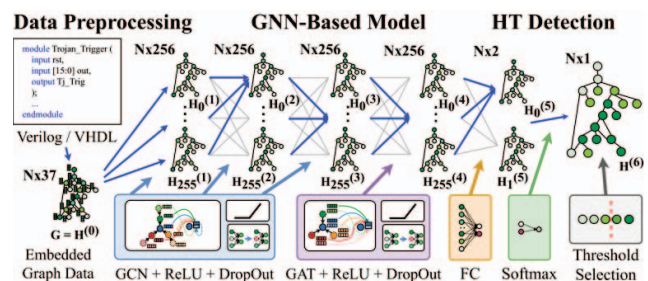 Data Preprocessing
GNN-Based Model
HT Detection
module Trojan_Trigger (
input rst,
input [15:0] out,
output Tj_Trig
);
...
endmodule
Verilog / VHDL
Nx37
G = H(0)
Embedded
Graph Data
Nx256
Nx256
Nx256
Nx256
Nx2
Nx1
H0(1)
H0(2)
H0(3)
H0(4)
H0(5)
H255(1)
H255(2)
H255(3)
H255(4)
H1(5)
H(6)
GCN + ReLU + DropOut
GAT + ReLU + DropOut
FC
Softmax
Threshold
Selection